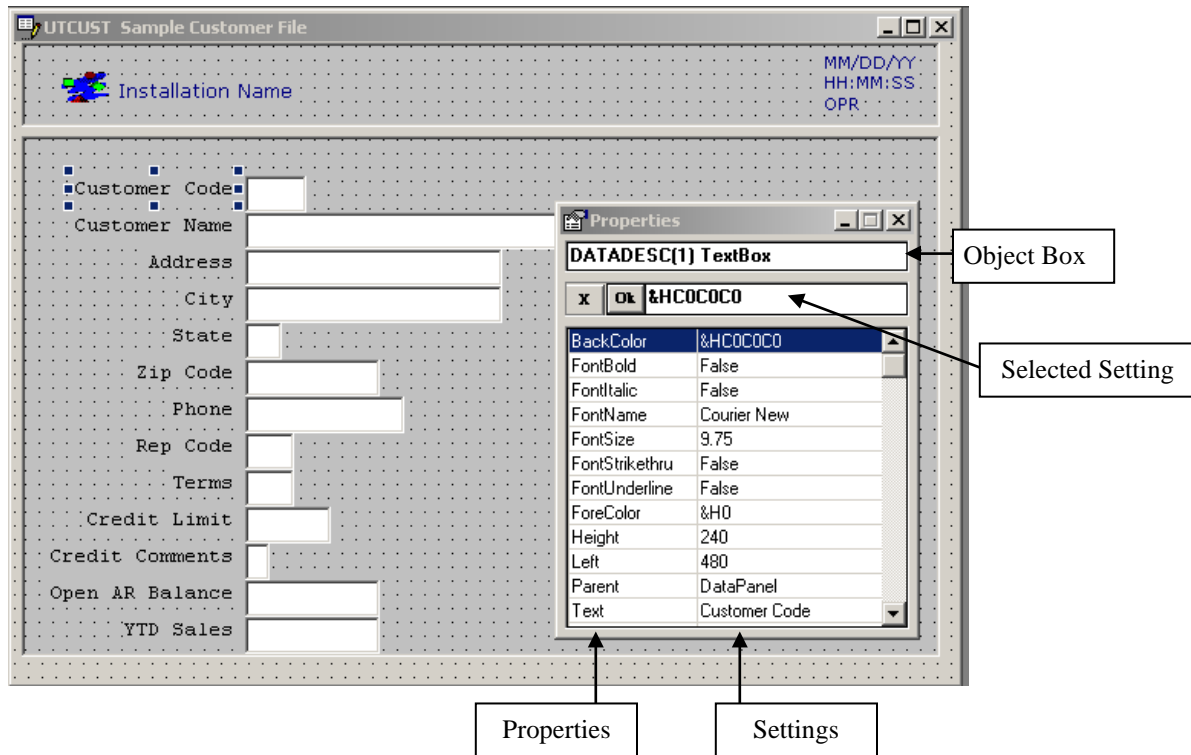 UTCUST Sample Customer File
MM/DD/YY
HH:MM:SS
OPR
Installation Name
Customer Code
Customer Name
Address
City
State
Zip Code
Phone
Rep Code
Terms
Credit Limit
Credit Comments
Open AR Balance
YTD Sales
Properties
DATADESC(1) TextBox
X Ok &HC0C0C0
BackColor &HC0C0C0
FontBold False
FontItalic False
FontName Courier New
FontSize 9.75
FontStrikethru False
FontUnderline False
ForeColor &H0
Height 240
Left 480
Parent DataPanel
Text Customer Code
Object Box
Selected Setting
Properties
Settings